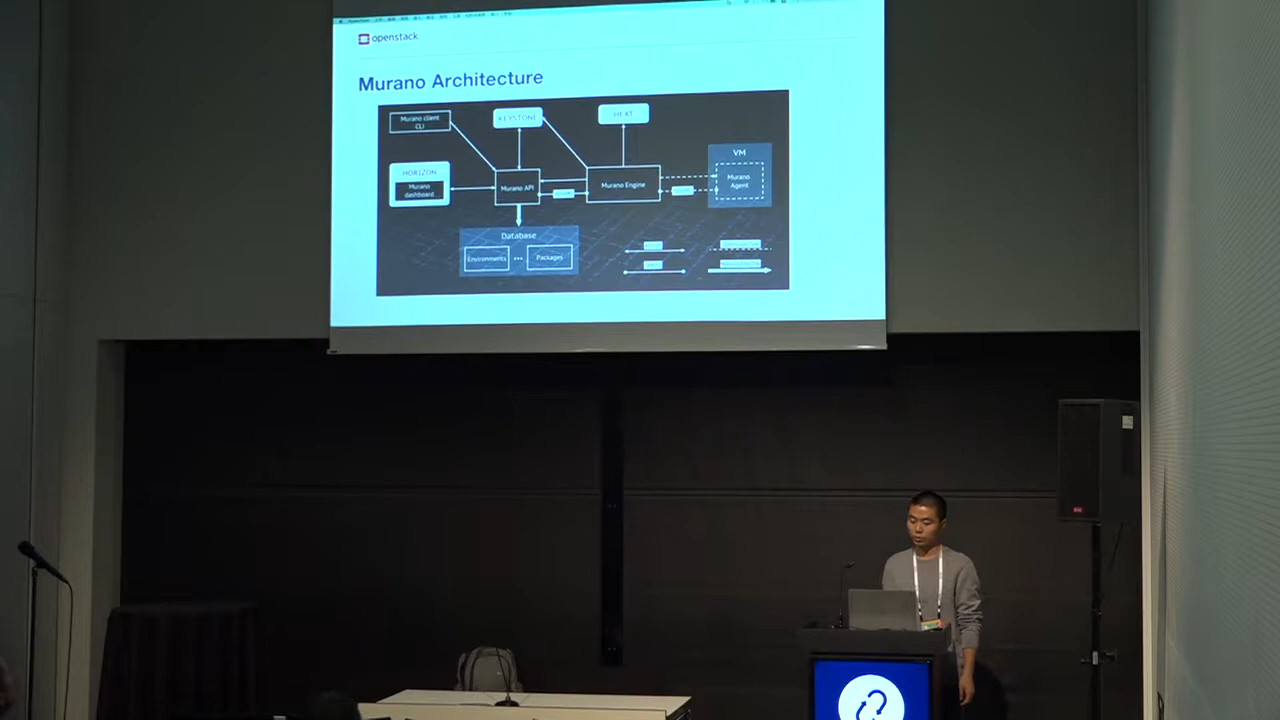 openstack
Murano Architecture
Murano client
CLI
KEYSTONE
HEAT
HORIZON
Murano
dashboard
Murano API
Murano Engine
VM
Murano
Agent
Database
Environments
Packages